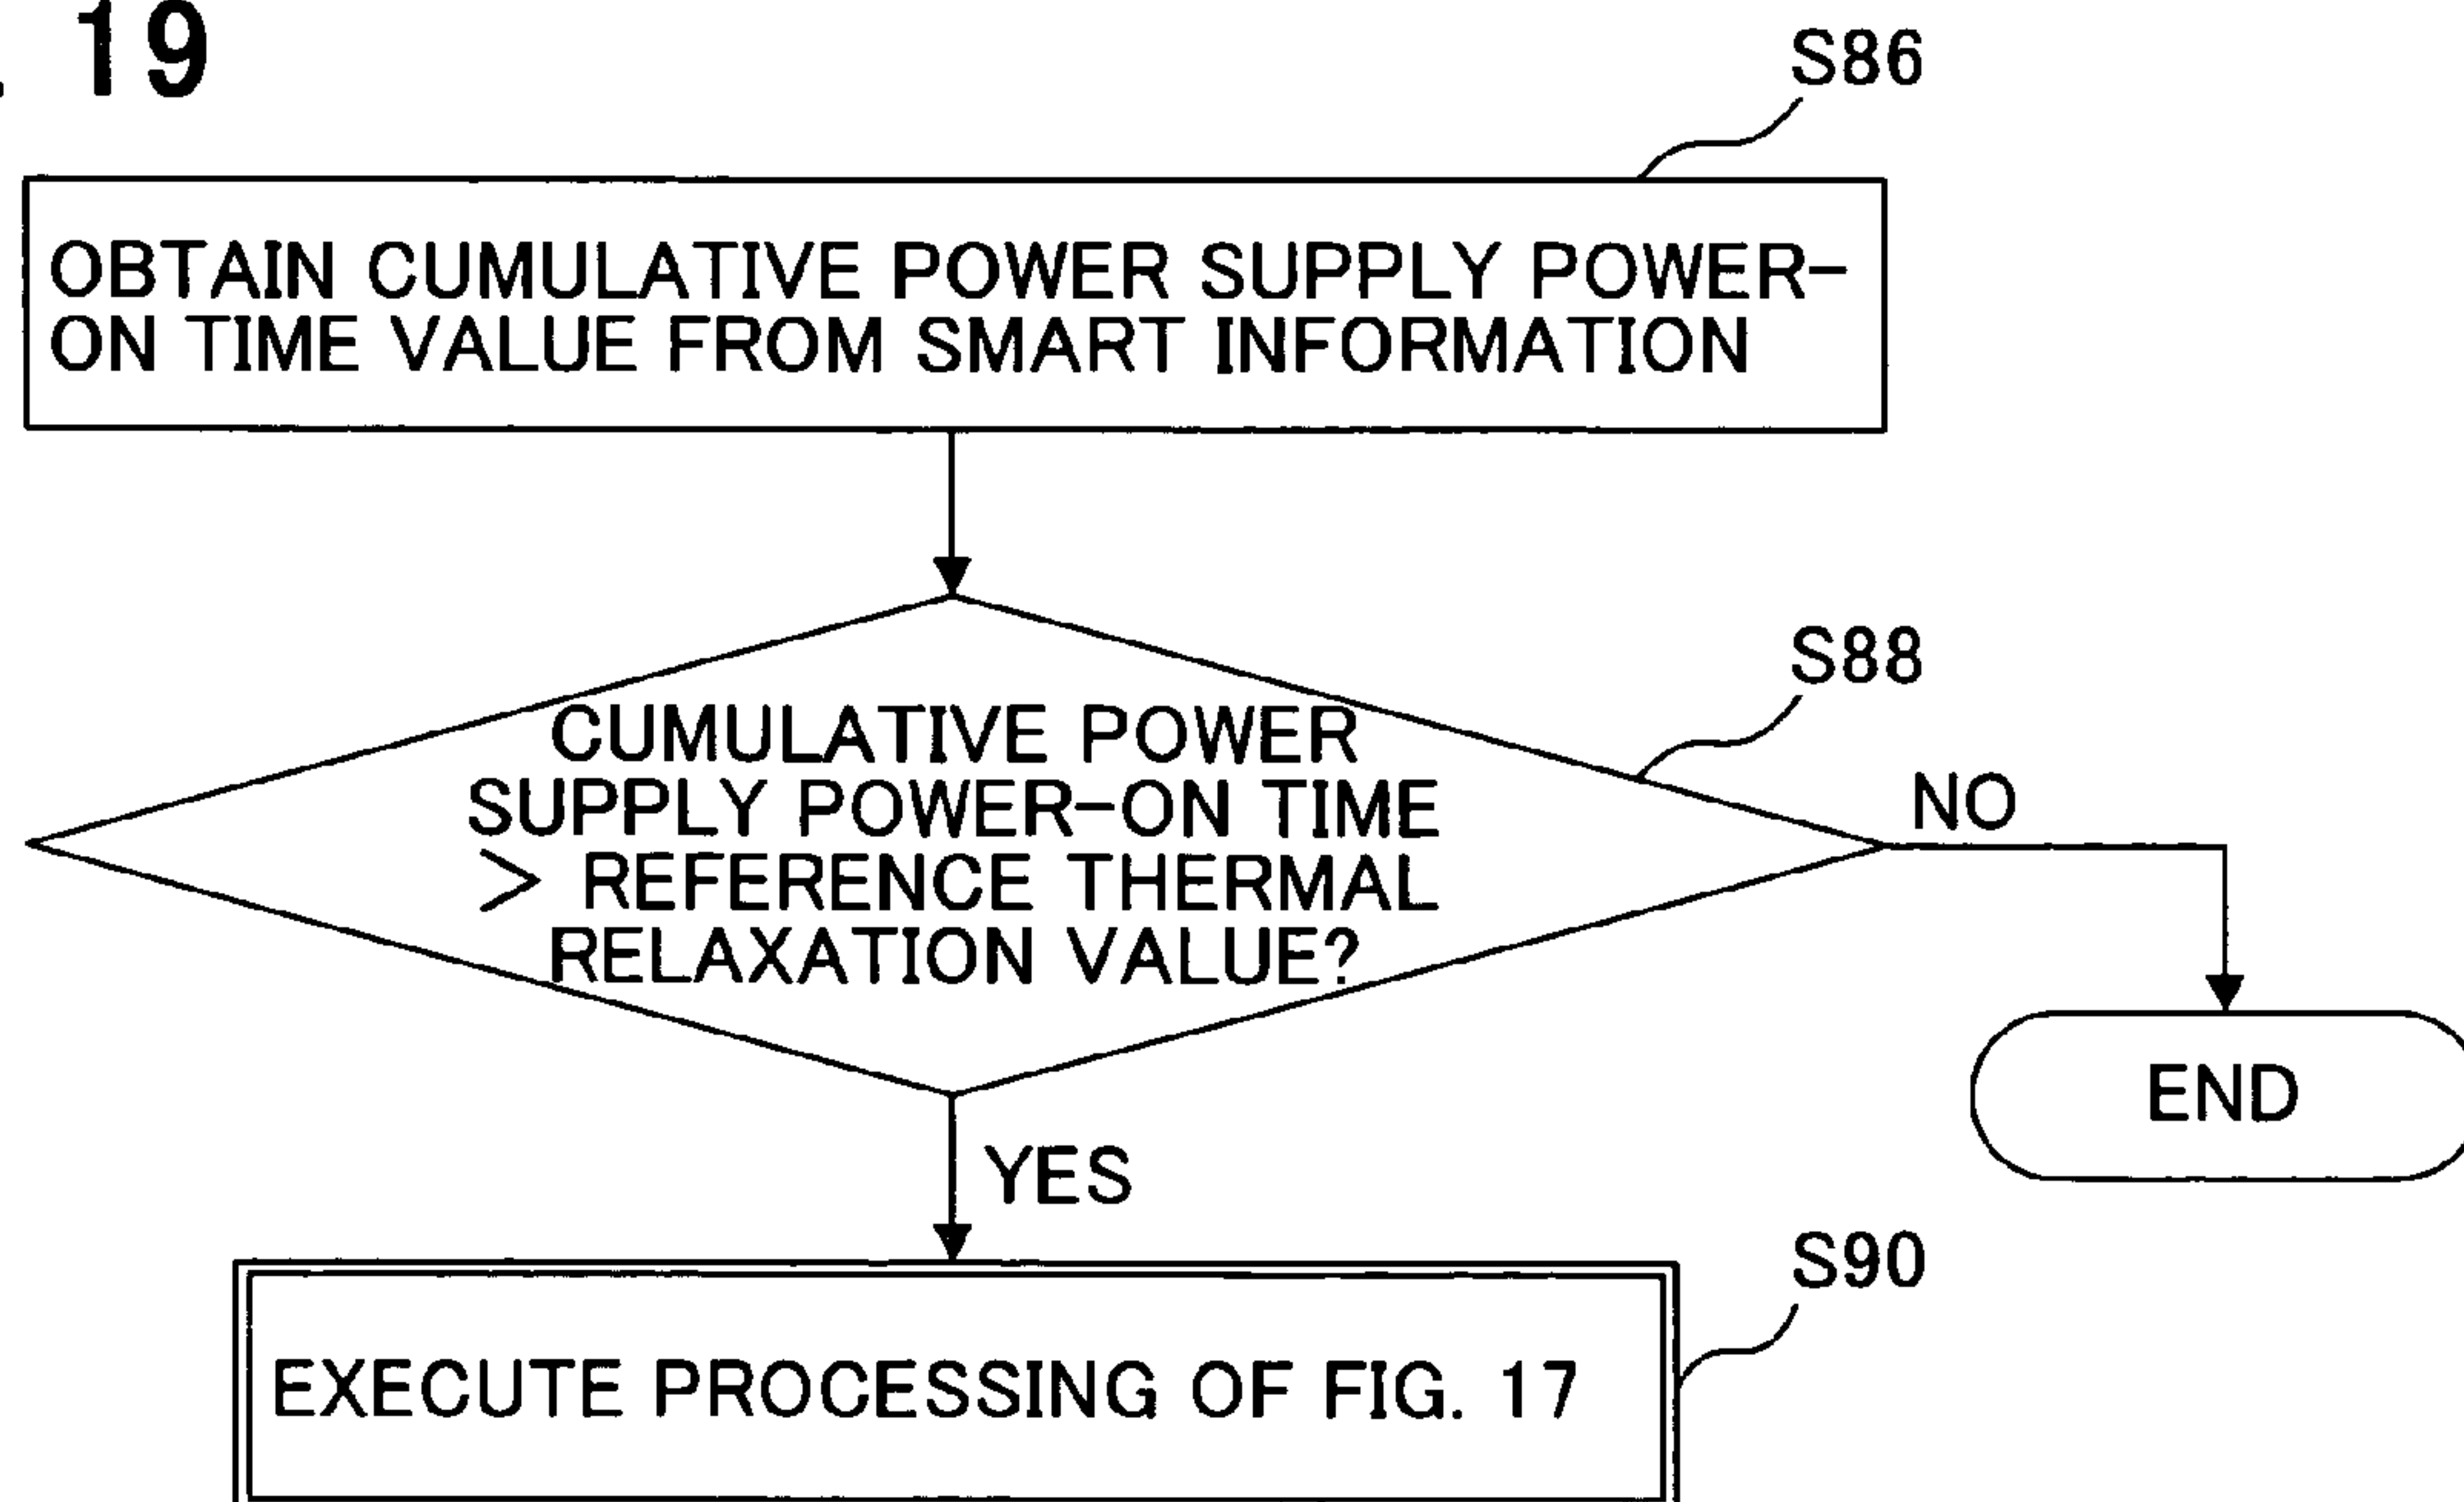 . 19
S86
OBTAIN CUMULATIVE POWER SUPPLY POWER-
ON TIME VALUE FROM SMART INFORMATION
S88
CUMULATIVE POWER
SUPPLY POWER-ON TIME
> REFERENCE THERMAL
RELAXATION VALUE?
NO
END
YES
S90
EXECUTE PROCESSING OF FIG. 17